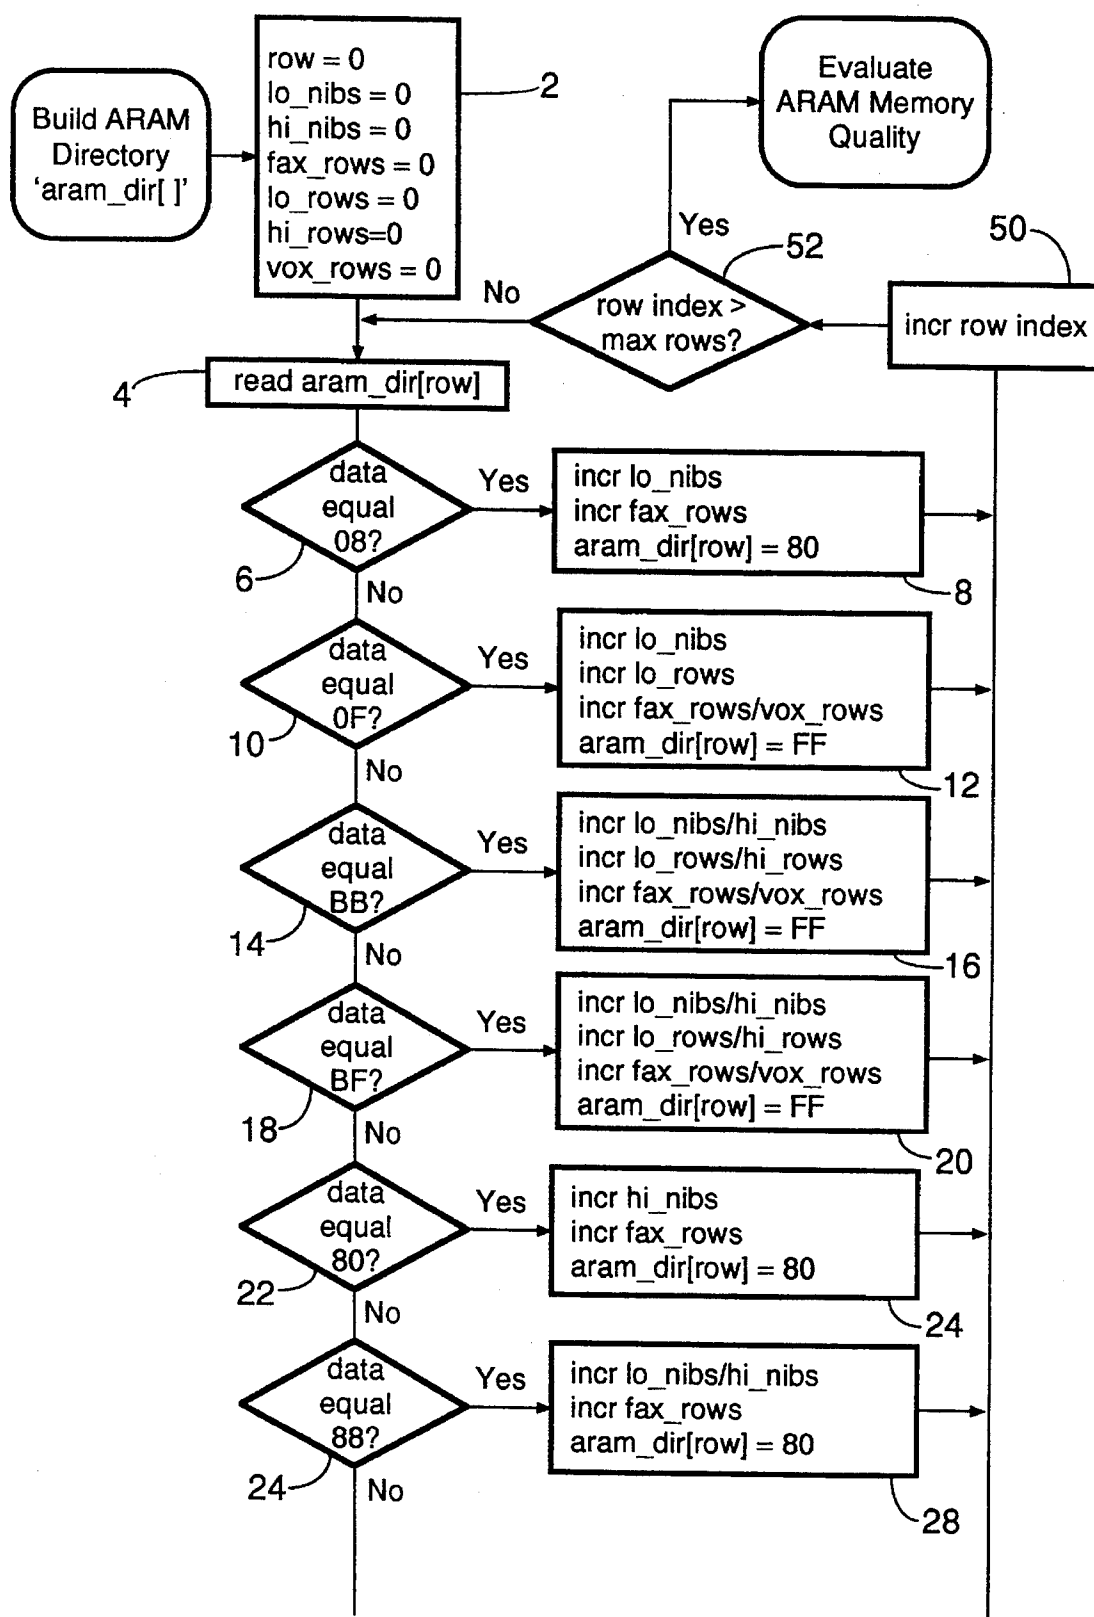 Build ARAM
Directory
‘aram_dir[ ]’
row = 0
lo_nibs = 0
hi_nibs = 0
fax_rows = 0
lo_rows = 0
hi_rows=0
vox_rows = 0
2
Evaluate
ARAM Memory
Quality
Yes
52
50
No
row index >
max rows?
incr row index
4
read aram_dir[row]
data
equal
08?
6
Yes
No
incr lo_nibs
incr fax_rows
aram_dir[row] = 80
8
data
equal
0F?
10
Yes
No
incr lo_nibs
incr lo_rows
incr fax_rows/vox_rows
aram_dir[row] = FF
12
data
equal
BB?
14
Yes
No
incr lo_nibs/hi_nibs
incr lo_rows/hi_rows
incr fax_rows/vox_rows
aram_dir[row] = FF
16
data
equal
BF?
18
Yes
No
incr lo_nibs/hi_nibs
incr lo_rows/hi_rows
incr fax_rows/vox_rows
aram_dir[row] = FF
20
data
equal
80?
22
Yes
No
incr hi_nibs
incr fax_rows
aram_dir[row] = 80
24
data
equal
88?
24
Yes
No
incr lo_nibs/hi_nibs
incr fax_rows
aram_dir[row] = 80
28